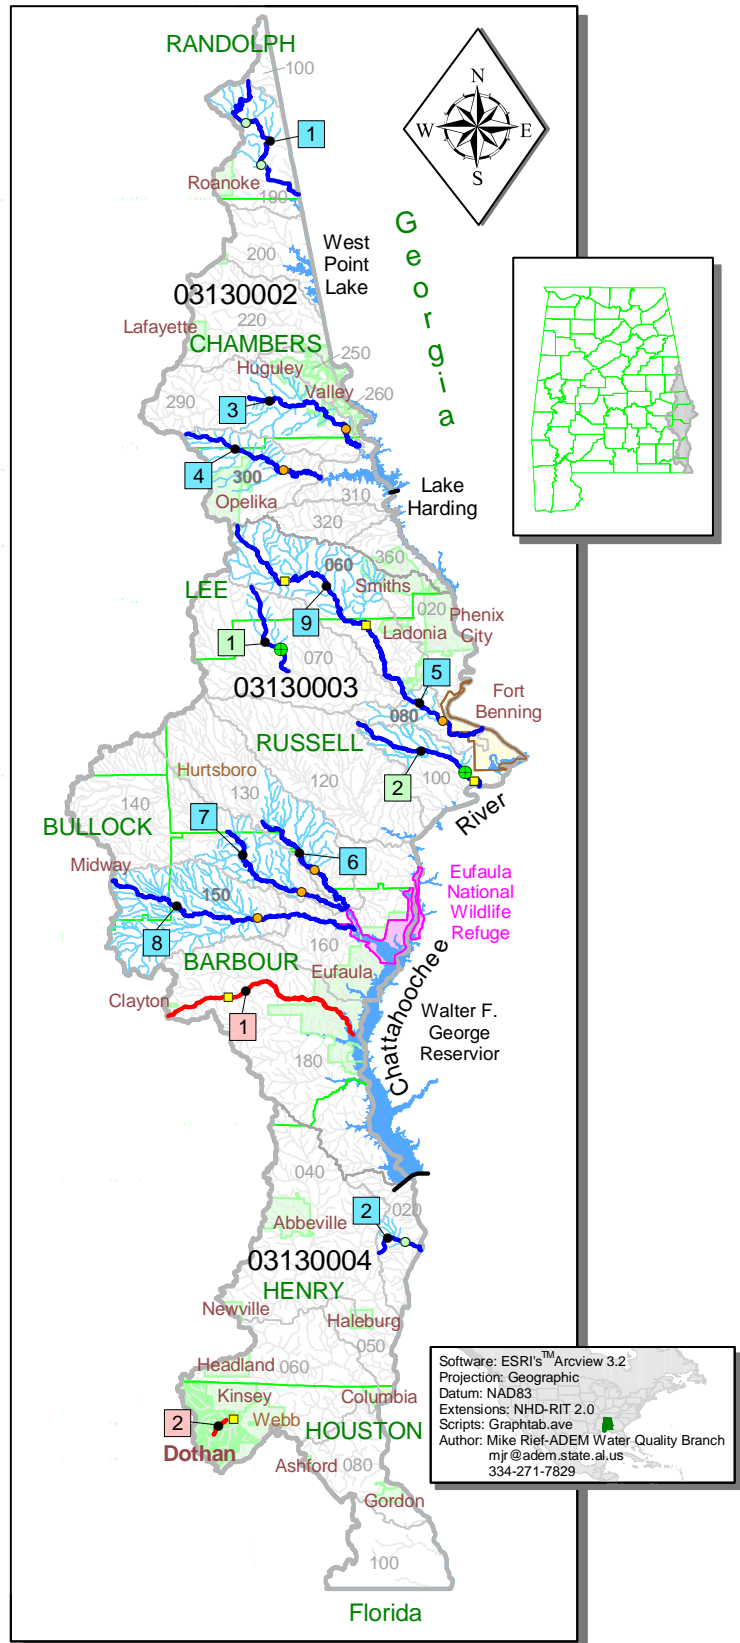 RANDOLPH
100
N
W
E
S
1
Roanoke
190
Georgia
West
Point
Lake
200
03130002
220
Lafayette
CHAMBERS
250
Huguley
Valley
260
3
290
4
300
Opelika
310
Lake
Harding
320
360
060
Smiths
LEE
020
Phenix
City
9
Ladonia
1
070
03130003
5
Fort
Benning
080
RUSSELL
Hurtsboro
120
2
100
River
140
130
BULLOCK
7
6
Midway
Eufaula
National
Wildlife
Refuge
150
8
160
BARBOUR
Eufaula
Clayton
1
Chattahoochee
Walter F.
George
Reservior
180
040
2
020
Abbeville
03130004
HENRY
Newville
Haleburg
050
Headland
060
Kinsey
Columbia
2
Webb
HOUSTON
Dothan
Ashford
080
Gordon
100
Florida
Software: ESRI's™Arcview 3.2
Projection: Geographic
Datum: NAD83
Extensions: NHD-RIT 2.0
Scripts: Graphtab.ave
Author: Mike Rief-ADEM Water Quality Branch
mjr@adem.state.al.us
334-271-7829